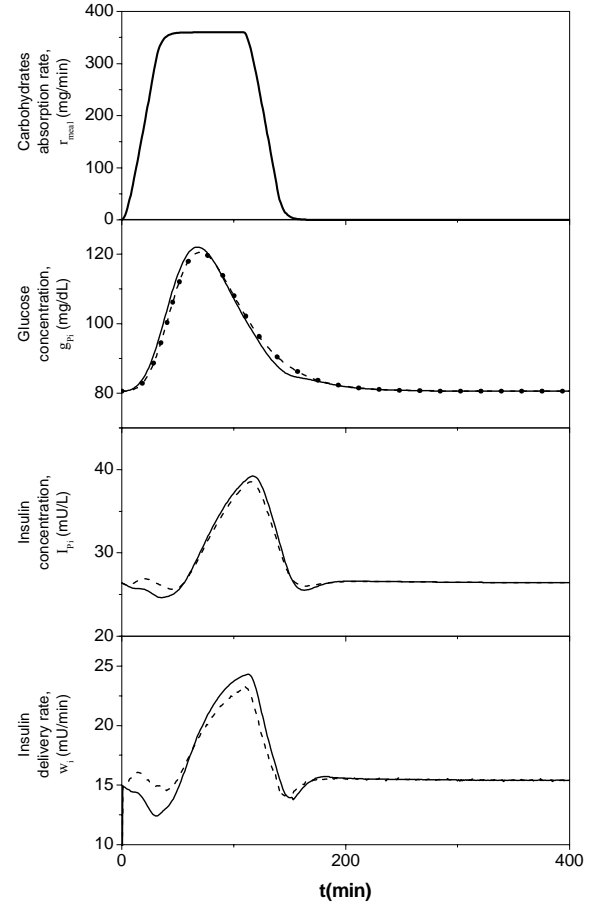 Carbohydrates
absorption rate,
r_meal (mg/min)
400
300
200
100
0
Glucose
concentration,
g_Pi (mg/dL)
120
100
80
Insulin
concentration,
I_Pi (mU/L)
40
30
20
Insulin
delivery rate,
w_i (mU/min)
25
20
15
10
0
200
400
t(min)